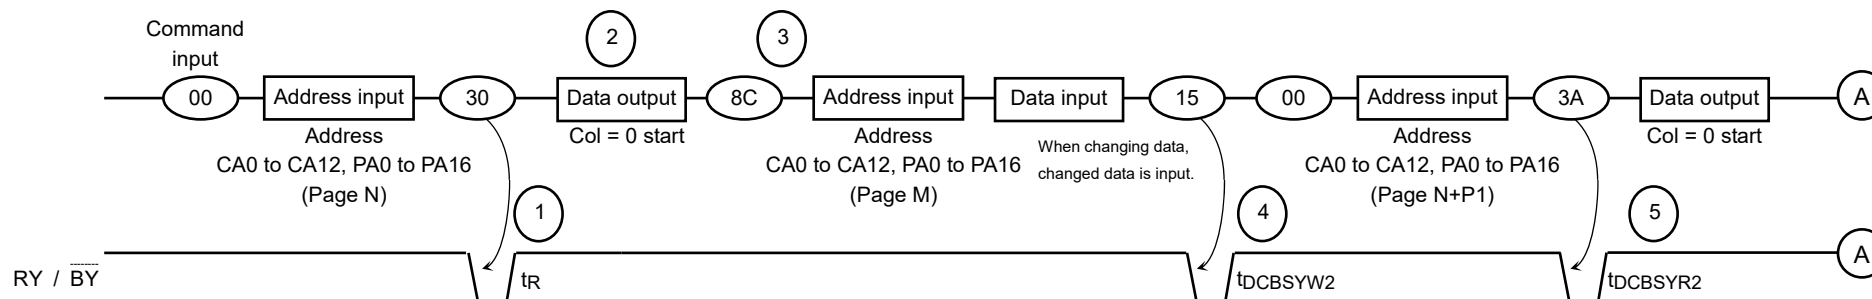 Command
input
2
3
00
Address input
30
Data output
8C
Address input
Data input
15
00
Address input
3A
Data output
A
Address
CA0 to CA12, PA0 to PA16
(Page N)
Col = 0 start
Address
CA0 to CA12, PA0 to PA16
(Page M)
When changing data,
changed data is input.
Address
CA0 to CA12, PA0 to PA16
(Page N+P1)
Col = 0 start
1
4
5
RY / BY
tR
tDCBSYW2
tDCBSYR2
A